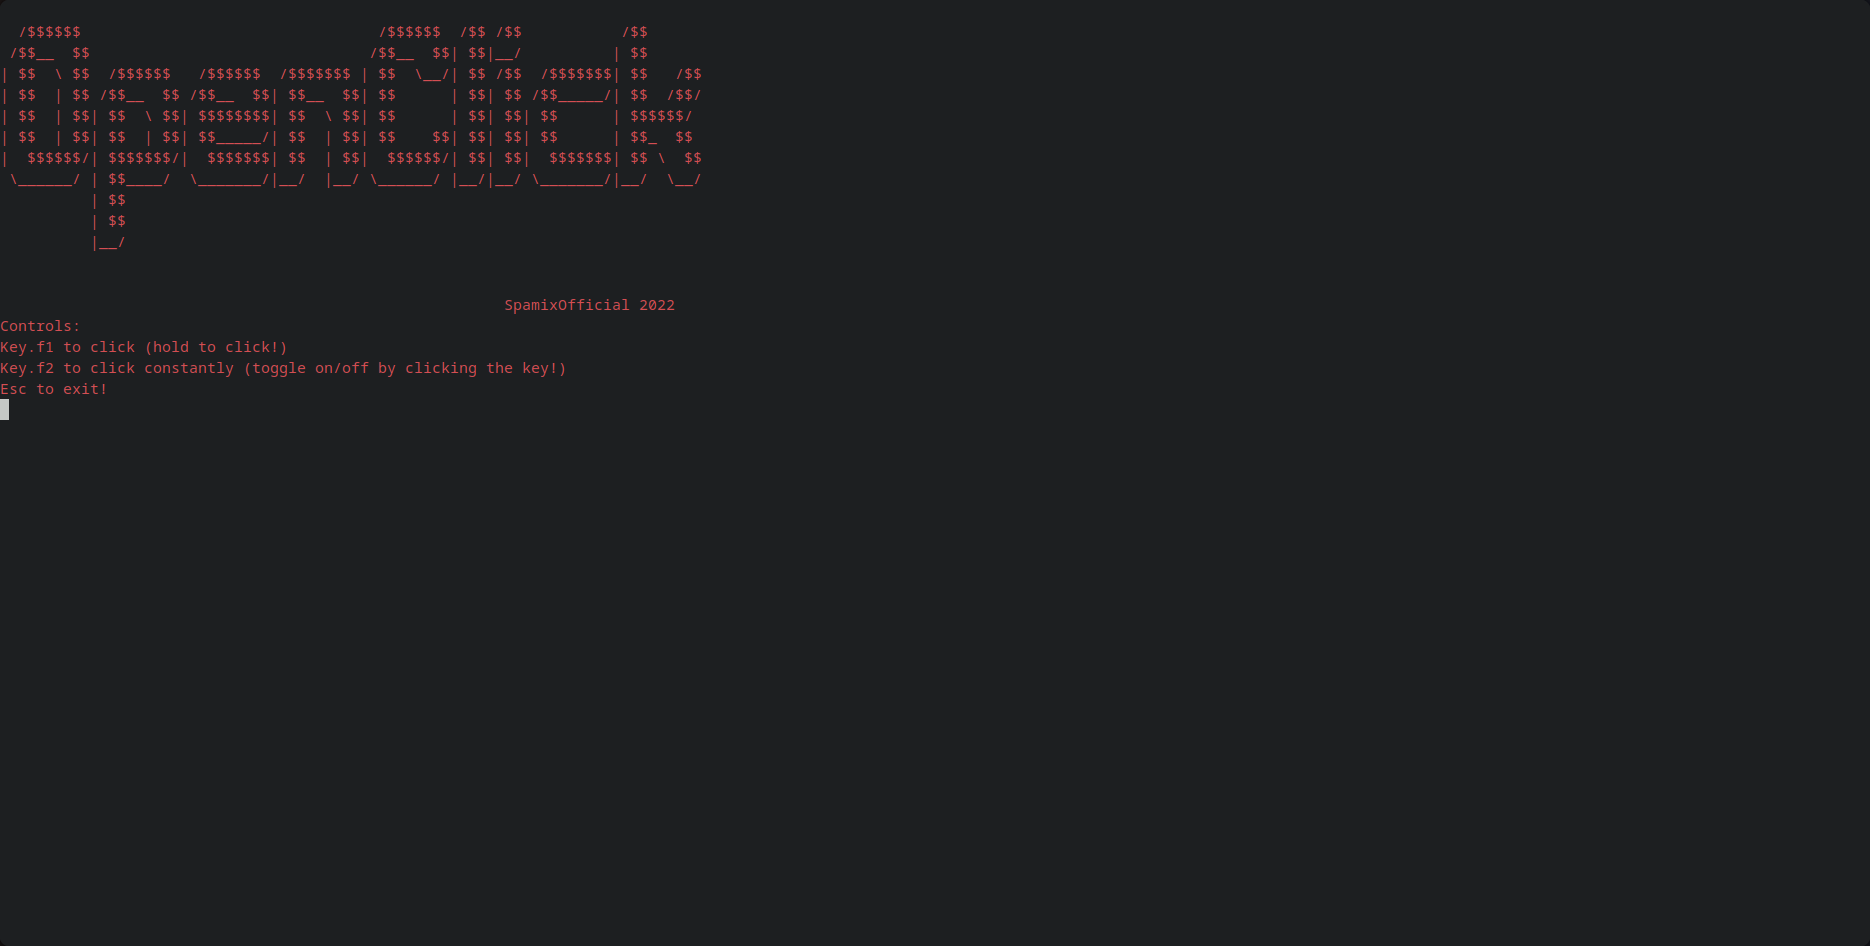 /$$$$$$                                 /$$$$$$  /$$ /$$           /$$
 /$$__  $$                               /$$__  $$| $$|__/          | $$
| $$  \ $$  /$$$$$$   /$$$$$$  /$$$$$$$ | $$  \__/| $$ /$$  /$$$$$$$| $$   /$$
| $$  | $$ /$$__  $$ /$$__  $$| $$__  $$| $$      | $$| $$ /$$_____/| $$  /$$/
| $$  | $$| $$  \ $$| $$$$$$$$| $$  \ $$| $$      | $$| $$| $$      | $$$$$$/
| $$  | $$| $$  | $$| $$_____/| $$  | $$| $$    $$| $$| $$| $$      | $$_  $$
|  $$$$$$/| $$$$$$$/|  $$$$$$$| $$  | $$|  $$$$$$/| $$| $$|  $$$$$$$| $$ \  $$
 \______/ | $$____/  \_______/|__/  |__/ \______/ |__/|__/ \_______/|__/  \__/
          | $$
          | $$
          |__/
SpamixOfficial 2022
Controls:
Key.f1 to click (hold to click!)
Key.f2 to click constantly (toggle on/off by clicking the key!)
Esc to exit!